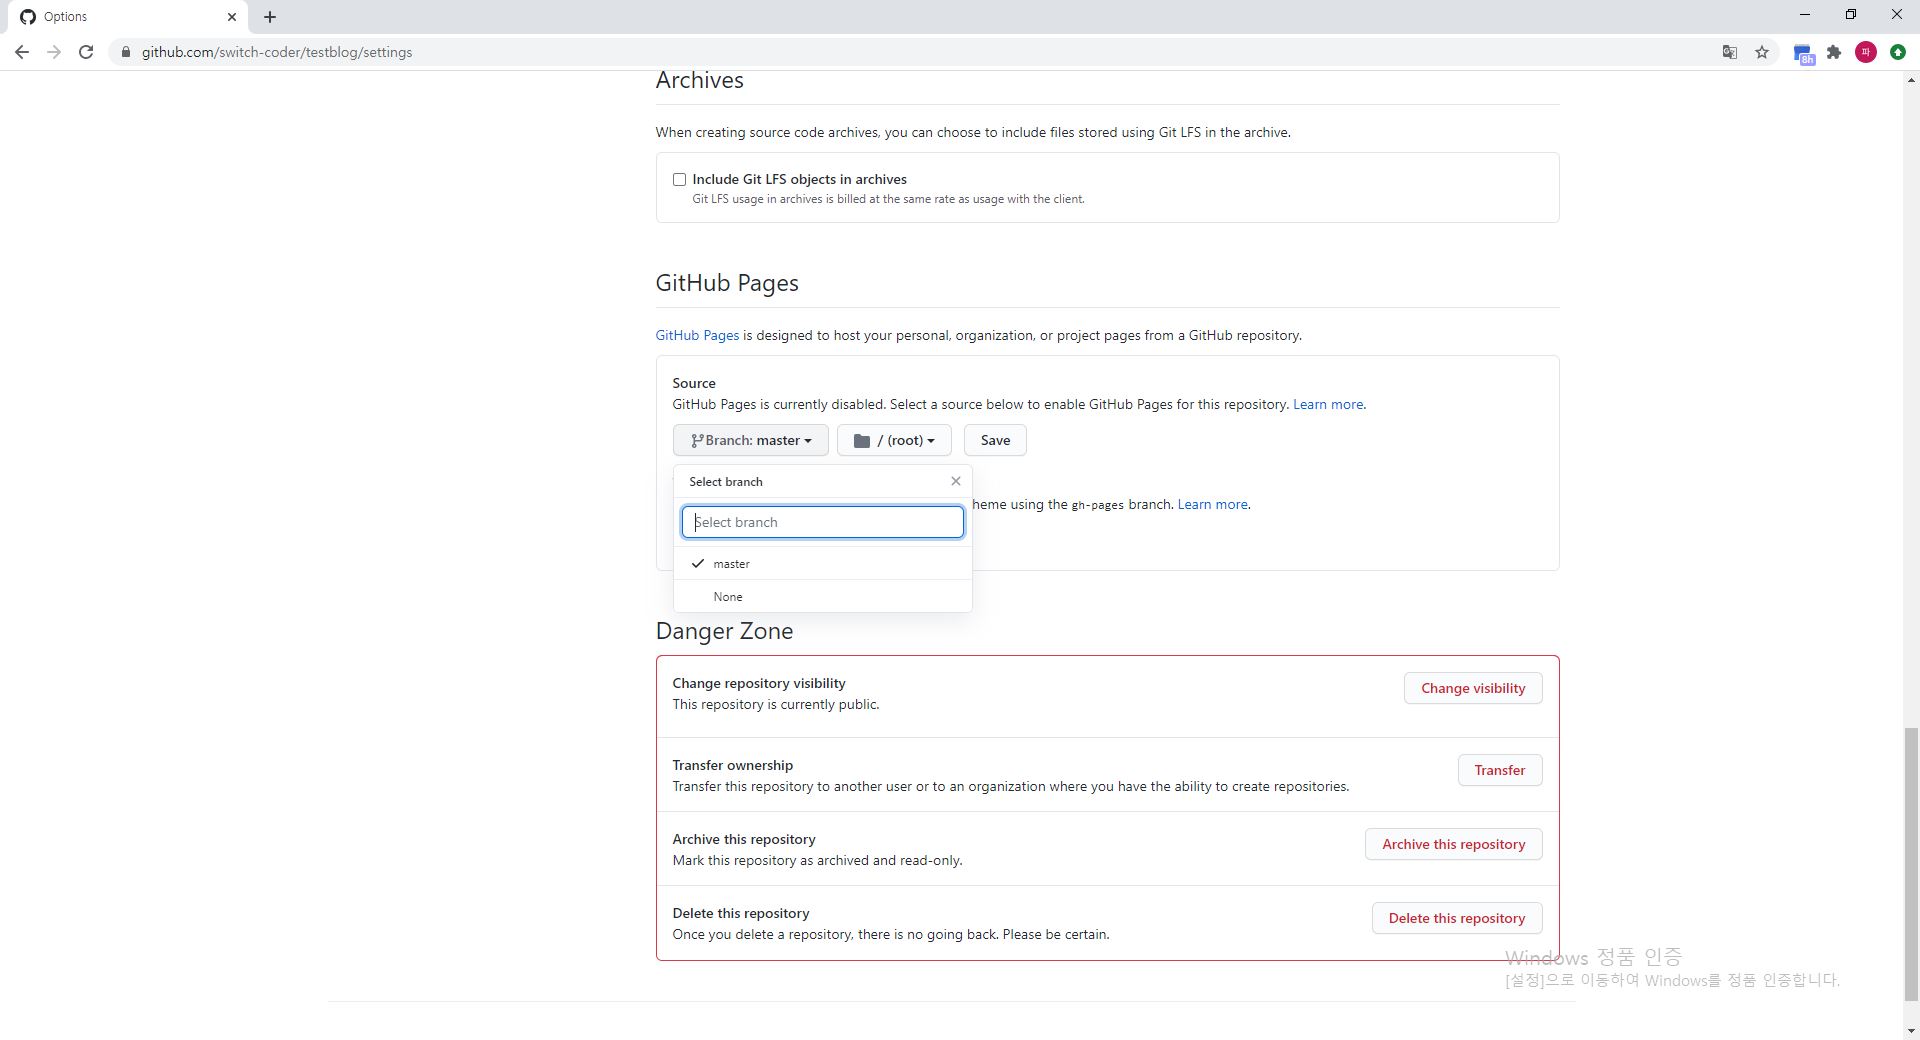 Options
github.com/switch-coder/testblog/settings
8h
파
Archives
When creating source code archives, you can choose to include files stored using Git LFS in the archive.
Include Git LFS objects in archives
Git LFS usage in archives is billed at the same rate as usage with the client.
GitHub Pages
GitHub Pages is designed to host your personal, organization, or project pages from a GitHub repository.
Source
GitHub Pages is currently disabled. Select a source below to enable GitHub Pages for this repository. Learn more.
Branch: master
/ (root)
Save
Select branch
heme using the gh-pages branch. Learn more.
Select branch
master
None
Danger Zone
Change repository visibility
This repository is currently public.
Change visibility
Transfer ownership
Transfer this repository to another user or to an organization where you have the ability to create repositories.
Transfer
Archive this repository
Mark this repository as archived and read-only.
Archive this repository
Delete this repository
Once you delete a repository, there is no going back. Please be certain.
Delete this repository
Windows 정품 인증
[설정]으로 이동하여 Windows를 정품 인증합니다.